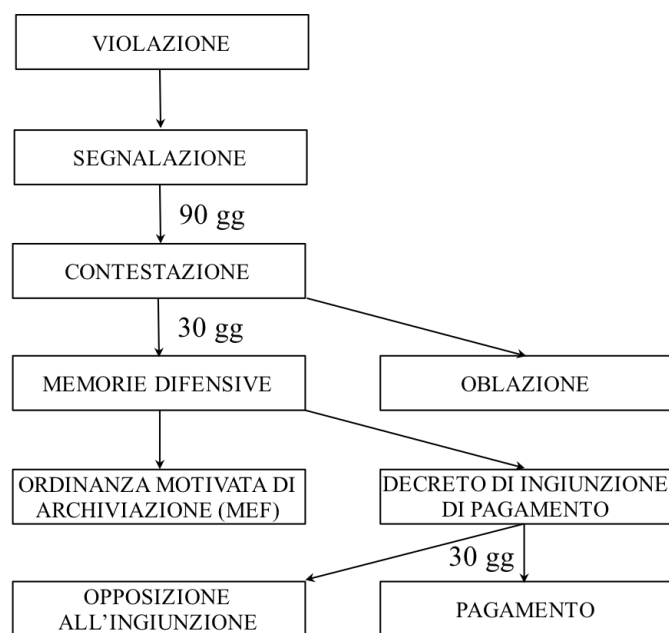 VIOLAZIONE
SEGNALAZIONE
90 gg
CONTESTAZIONE
30 gg
MEMORIE DIFENSIVE
OBLAZIONE
ORDINANZA MOTIVATA DI
ARCHIVIAZIONE (MEF)
DECRETO DI INGIUNZIONE
DI PAGAMENTO
30 gg
OPPOSIZIONE
ALL'INGIUNZIONE
PAGAMENTO